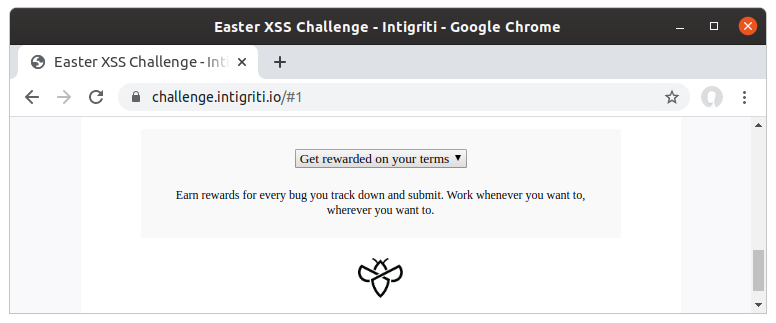 Easter XSS Challenge - Intigriti - Google Chrome
Easter XSS Challenge - Inti
challenge.intigriti.io/#1
Get rewarded on your terms
Earn rewards for every bug you track down and submit. Work whenever you want to,
wherever you want to.